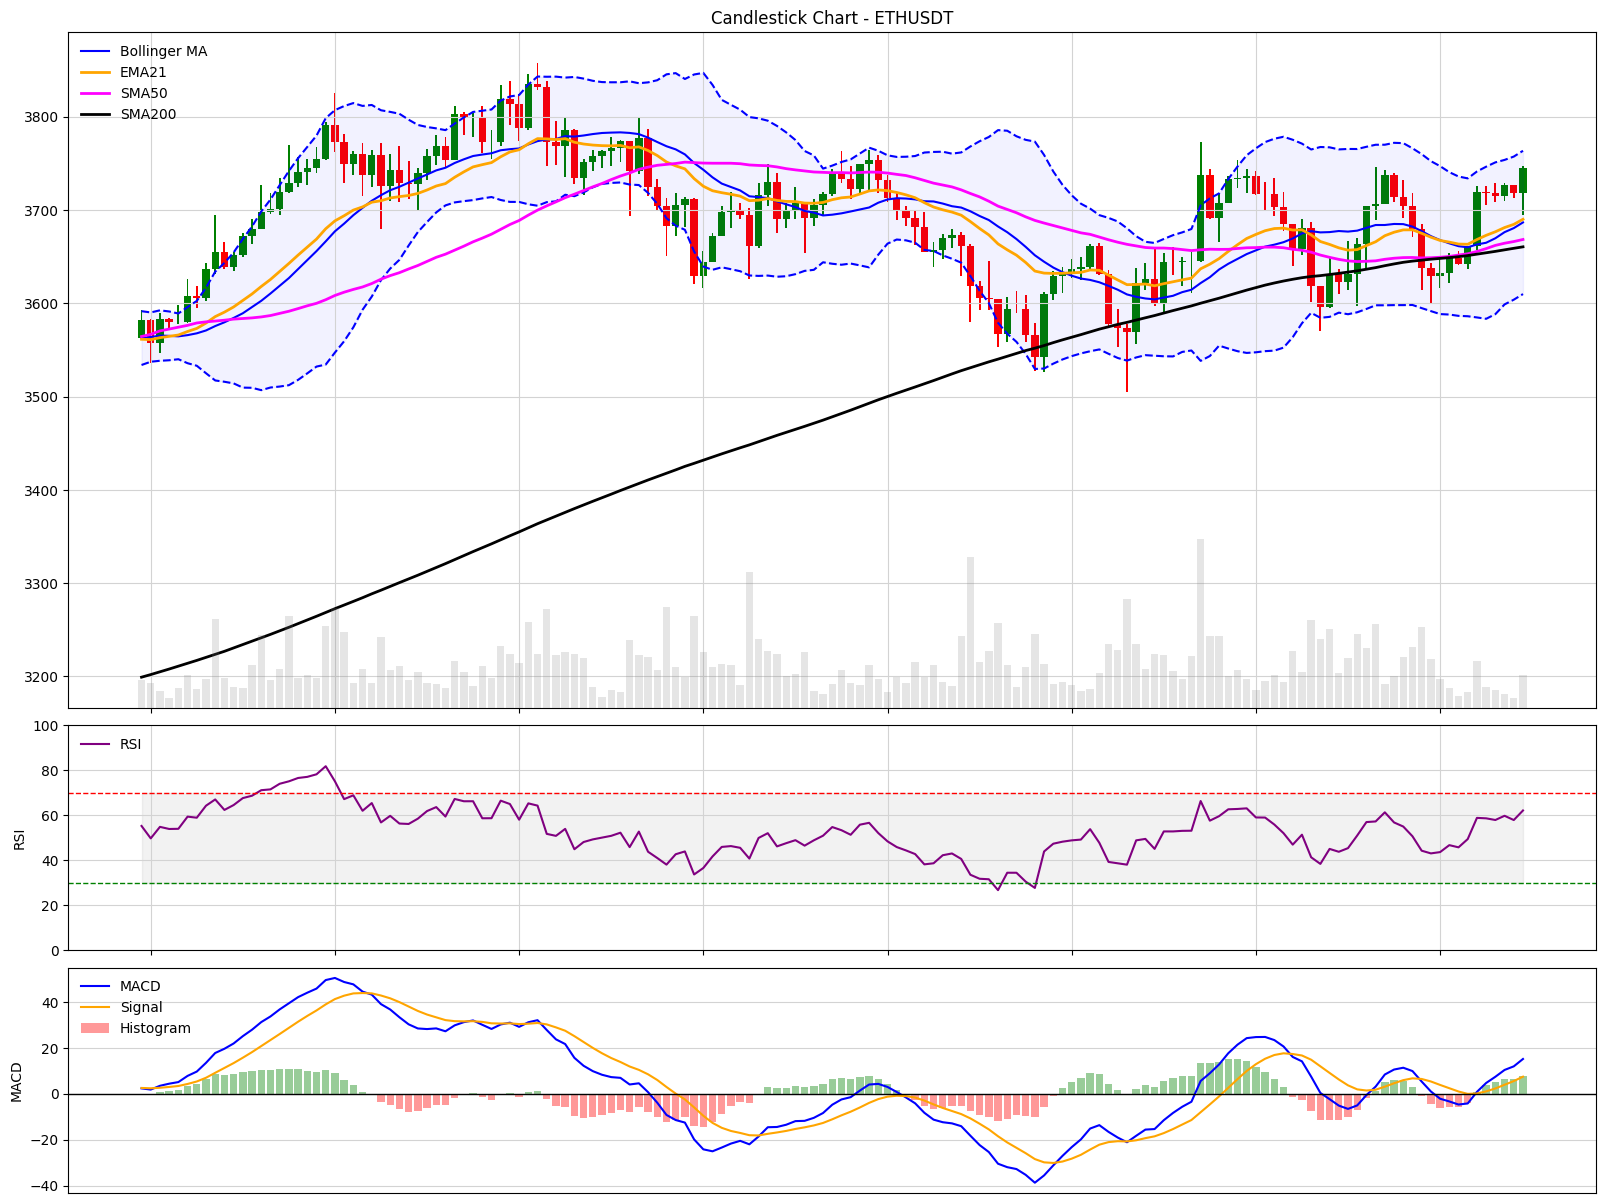 Candlestick Chart - ETHUSDT
Bollinger MA
EMA21
SMA50
SMA200
3800
3700
3600
3500
3400
3300
3200
100
80
60
40
20
0
RSI
RSI
40
20
0
−20
−40
MACD
MACD
Signal
Histogram